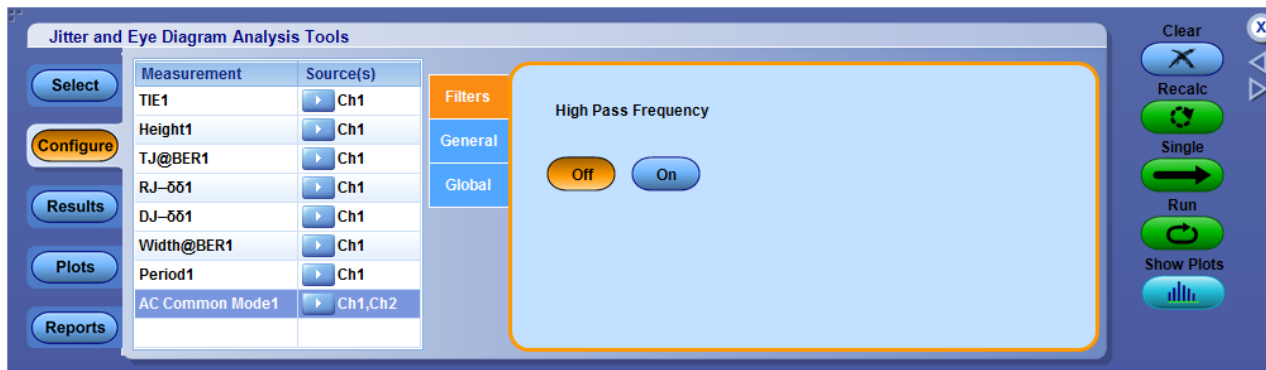 Jitter and Eye Diagram Analysis Tools
Select
Configure
Results
Plots
Reports
Measurement Source(s)
TIE1 Ch1
Height1 Ch1
TJ@BER1 Ch1
RJ–δδ1 Ch1
DJ–δδ1 Ch1
Width@BER1 Ch1
Period1 Ch1
AC Common Mode1 Ch1,Ch2
Filters
General
Global
High Pass Frequency
Off On
Clear
X
Recalc
Single
Run
Show Plots